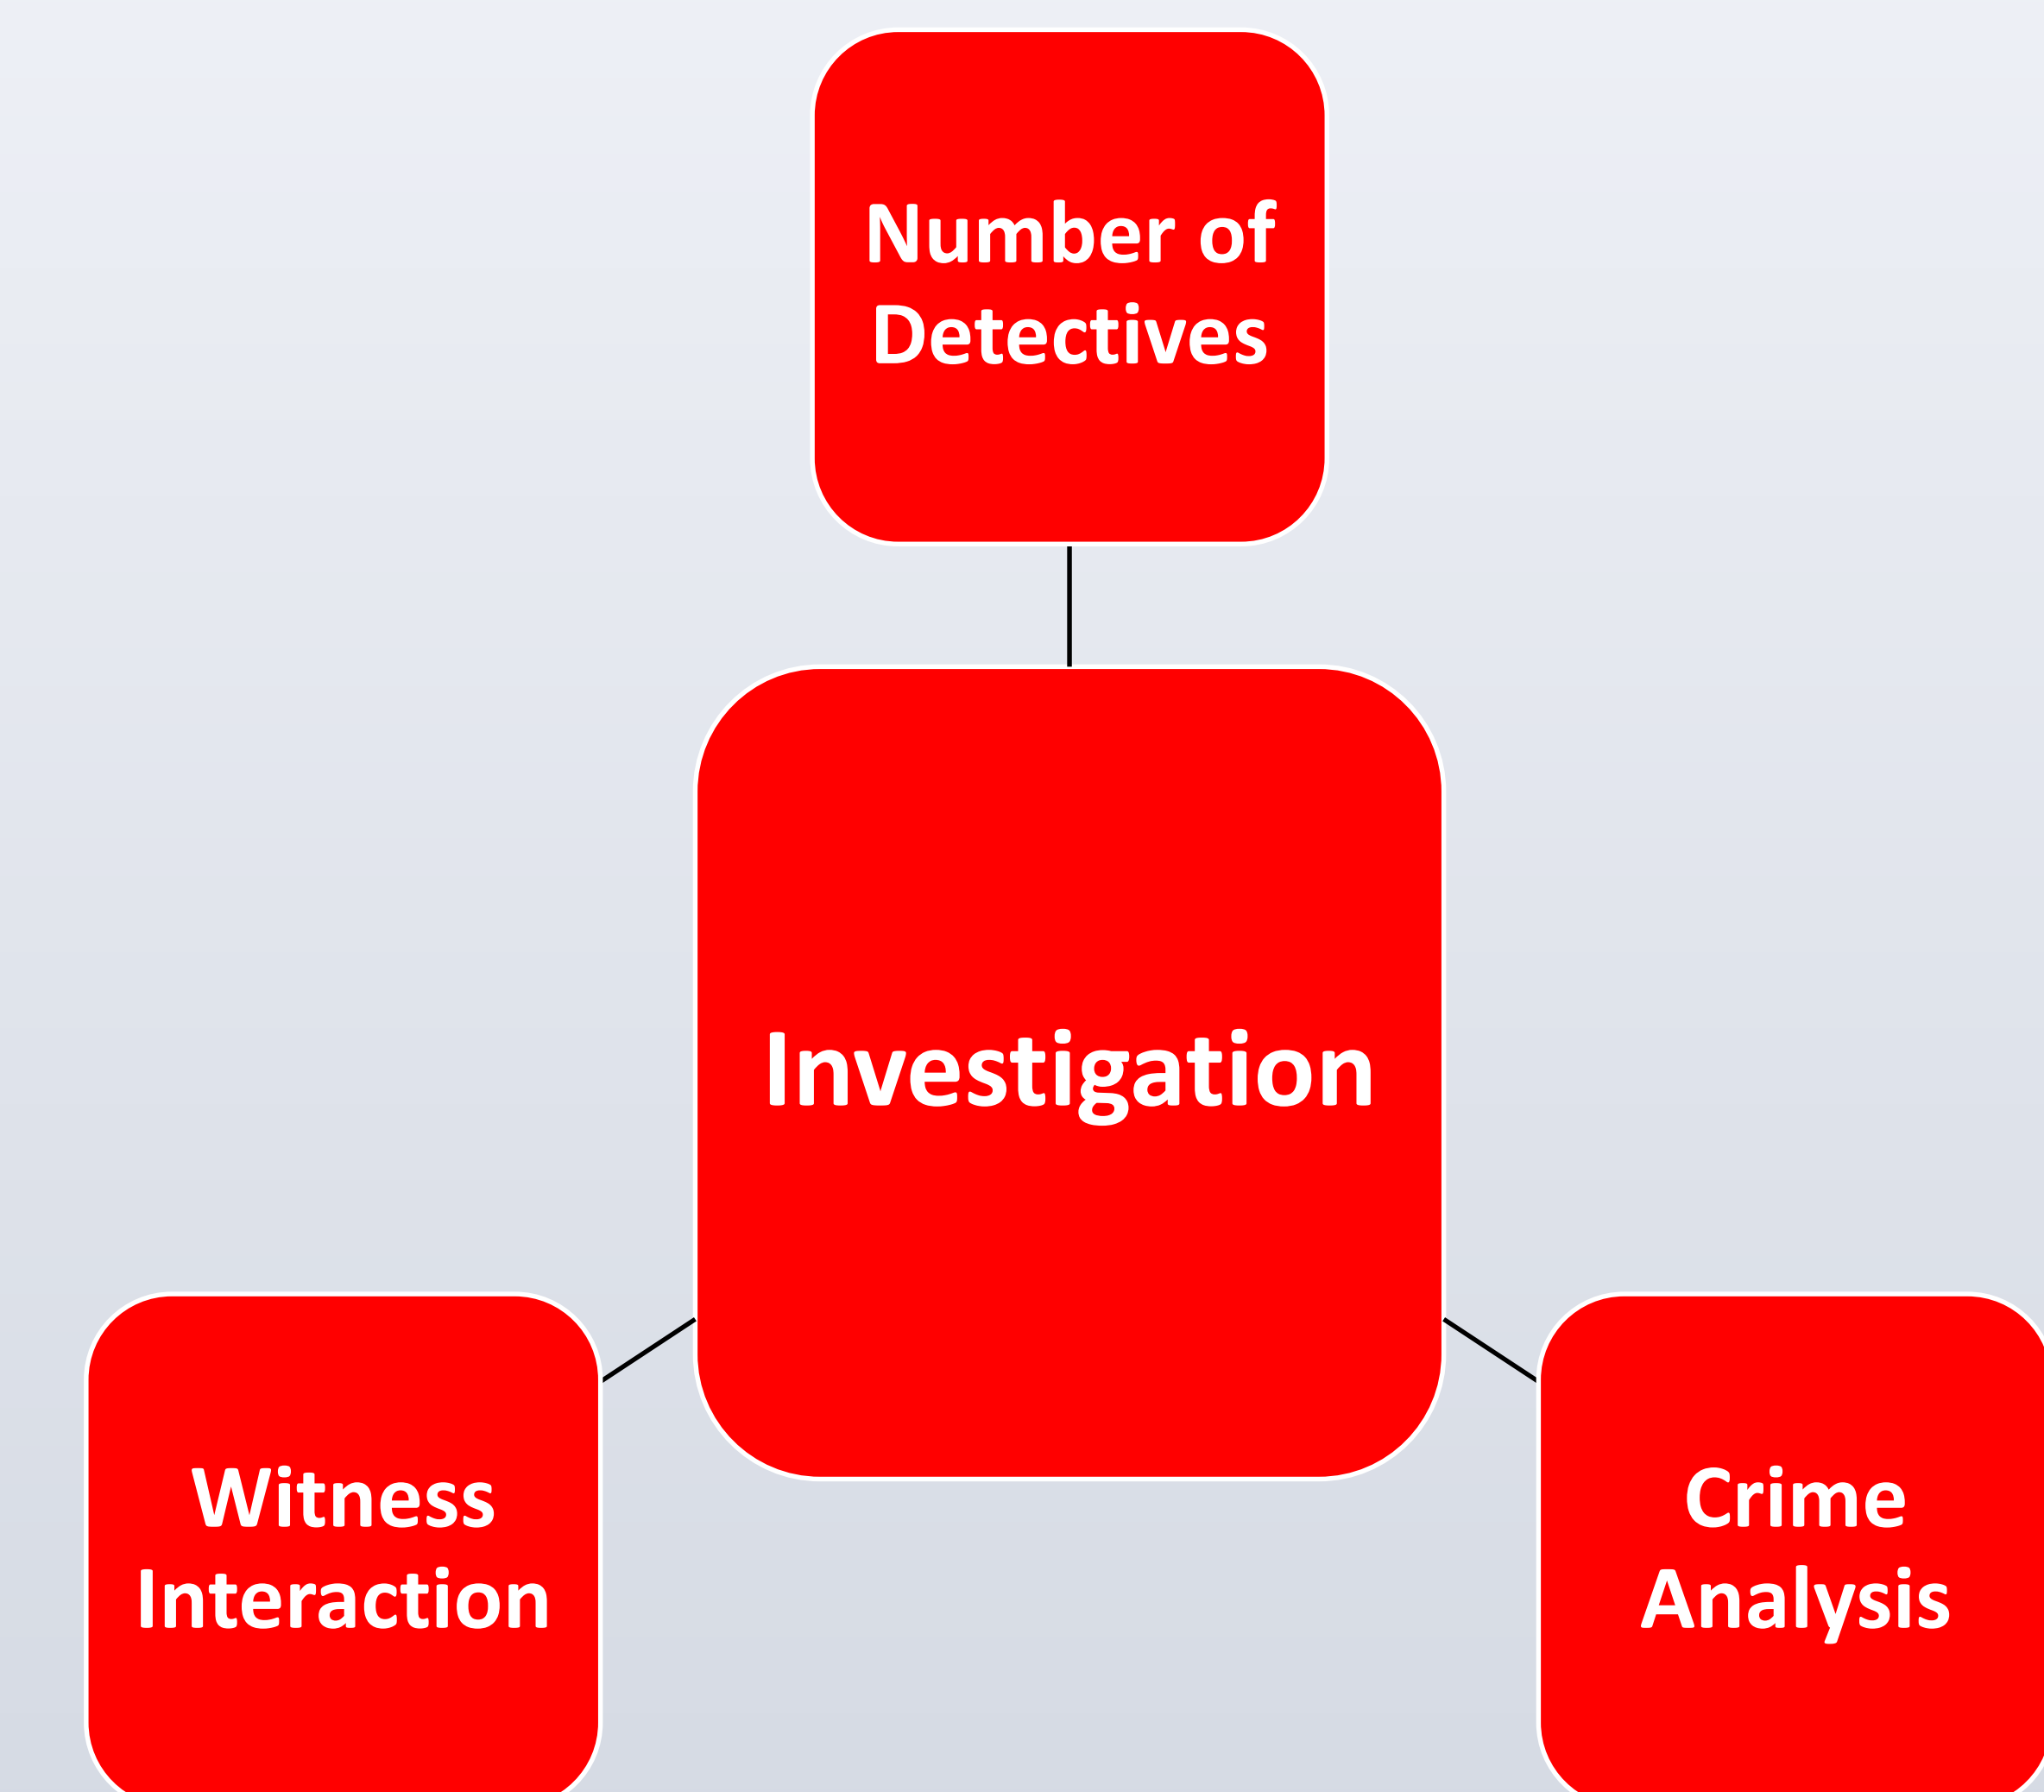 Number of
Detectives
Investigation
Witness
Interaction
Crime
Analysis